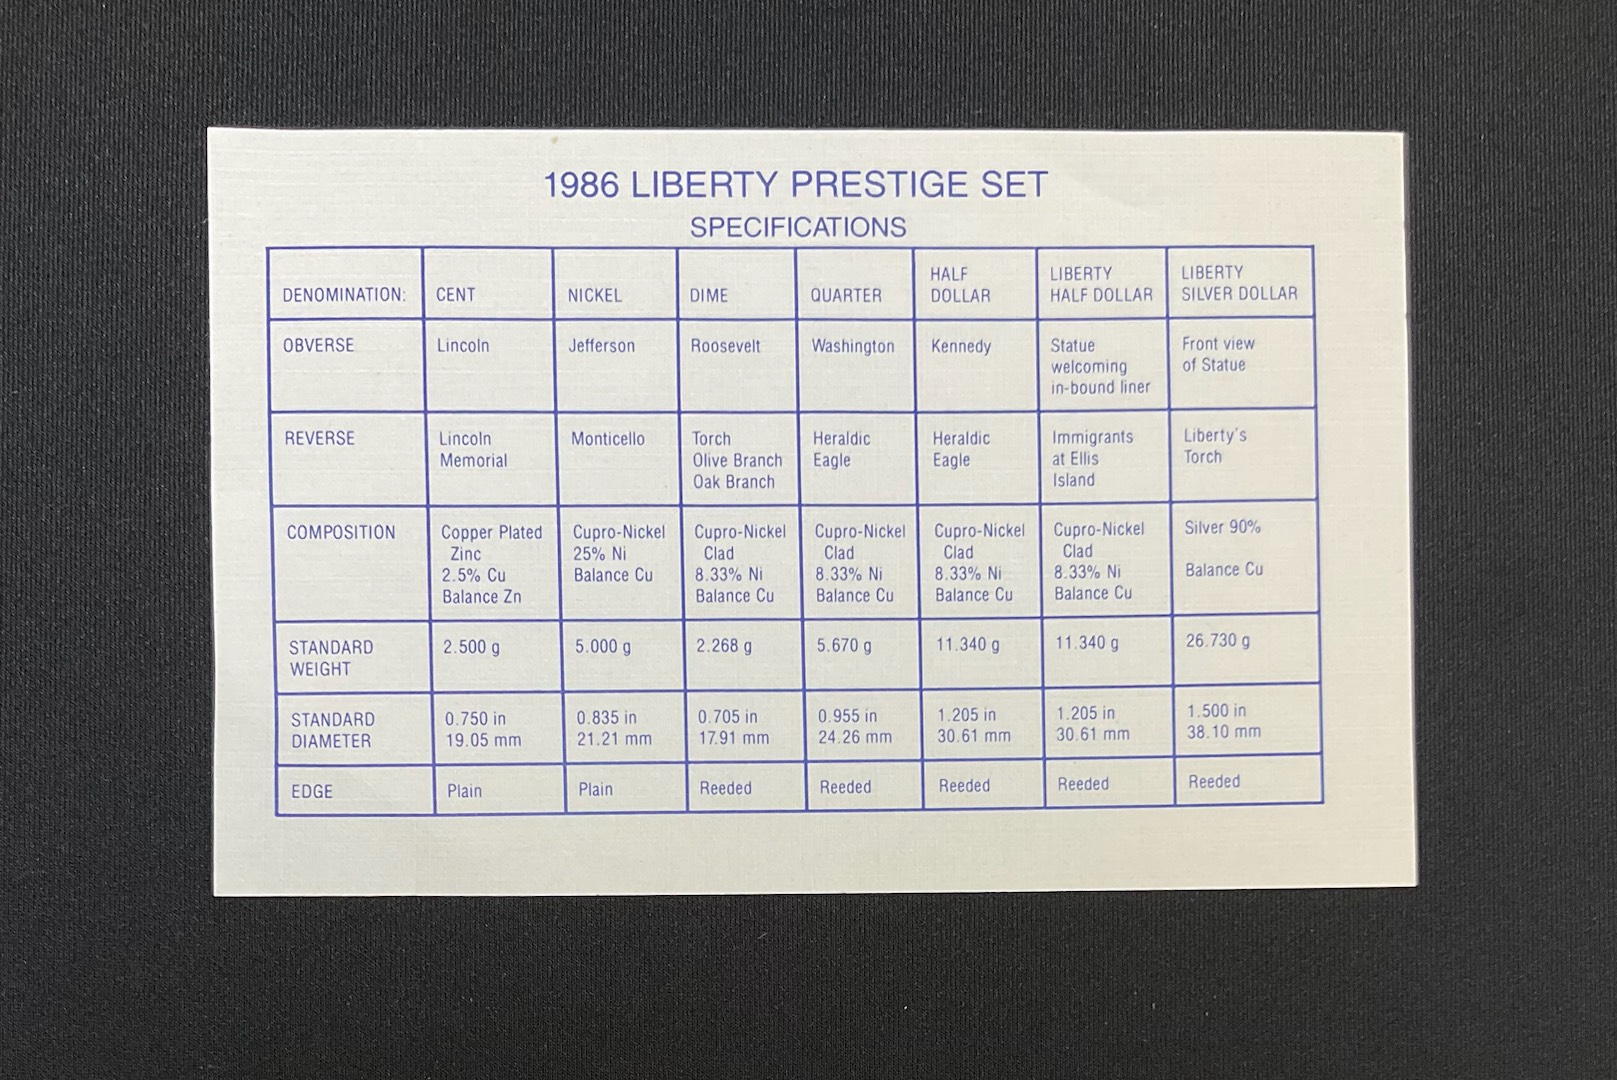 1986 LIBERTY PRESTIGE SET
SPECIFICATIONS
DENOMINATION: CENT NICKEL DIME QUARTER HALF DOLLAR LIBERTY HALF DOLLAR LIBERTY SILVER DOLLAR
OBVERSE Lincoln Jefferson Roosevelt Washington Kennedy Statue welcoming in-bound liner Front view of Statue
REVERSE Lincoln Memorial Monticello Torch Olive Branch Oak Branch Heraldic Eagle Heraldic Eagle Immigrants at Ellis Island Liberty's Torch
COMPOSITION Copper Plated Zinc 2.5% Cu Balance Zn Cupro-Nickel 25% Ni Balance Cu Cupro-Nickel Clad 8.33% Ni Balance Cu Cupro-Nickel Clad 8.33% Ni Balance Cu Cupro-Nickel Clad 8.33% Ni Balance Cu Cupro-Nickel Clad 8.33% Ni Balance Cu Silver 90% Balance Cu
STANDARD WEIGHT 2.500 g 5.000 g 2.268 g 5.670 g 11.340 g 11.340 g 26.730 g
STANDARD DIAMETER 0.750 in 19.05 mm 0.835 in 21.21 mm 0.705 in 17.91 mm 0.955 in 24.26 mm 1.205 in 30.61 mm 1.205 in 30.61 mm 1.500 in 38.10 mm
EDGE Plain Plain Reeded Reeded Reeded Reeded Reeded